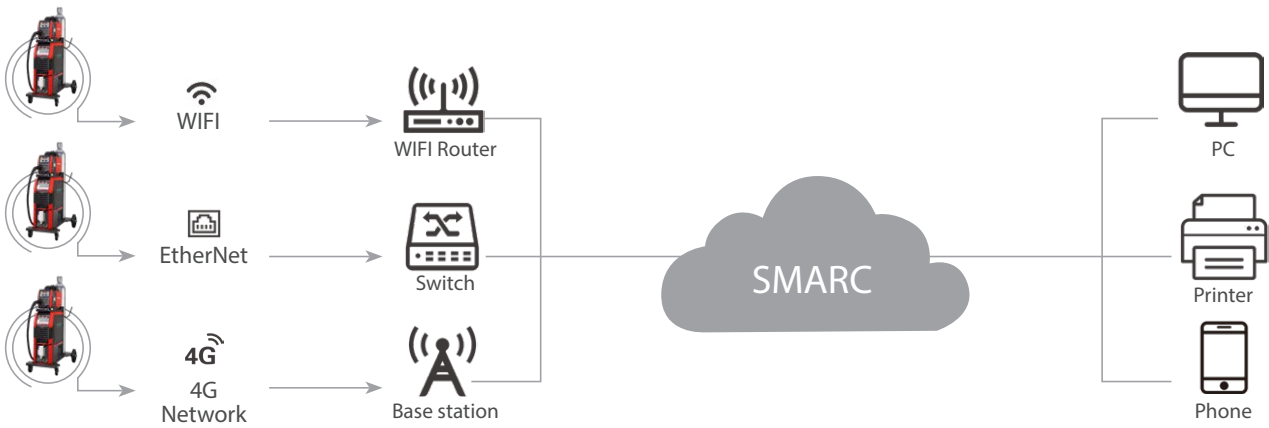 WIFI
WIFI Router
PC
EtherNet
Switch
SMARC
Printer
4G
4G
Network
Base station
Phone